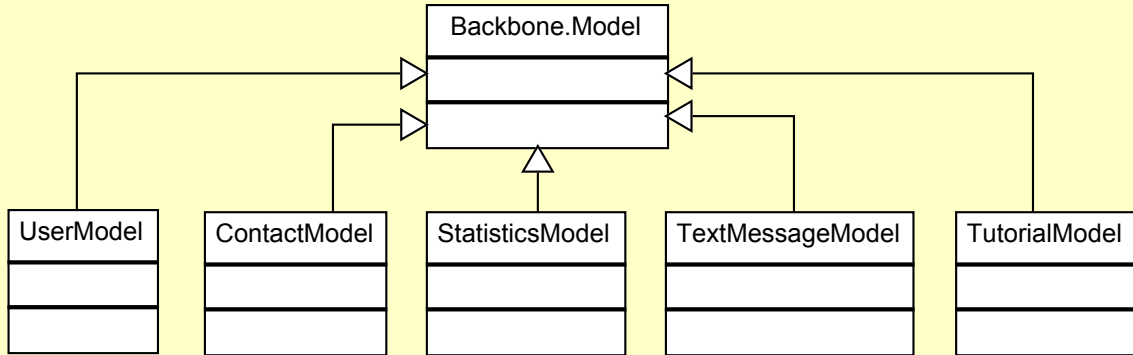 Backbone.Model
UserModel
ContactModel
StatisticsModel
TextMessageModel
TutorialModel